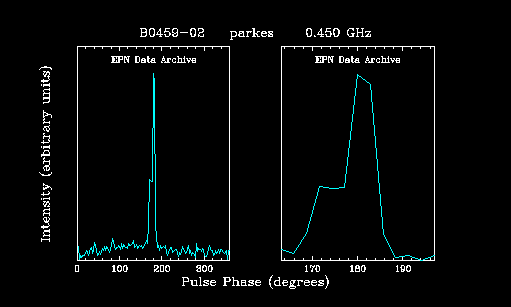 B0459-02 parkes 0.450 GHz
EPN Data Archive EPN Data Archive
Intensity (arbitrary units)
0 100 200 300 170 180 190
Pulse Phase (degrees)